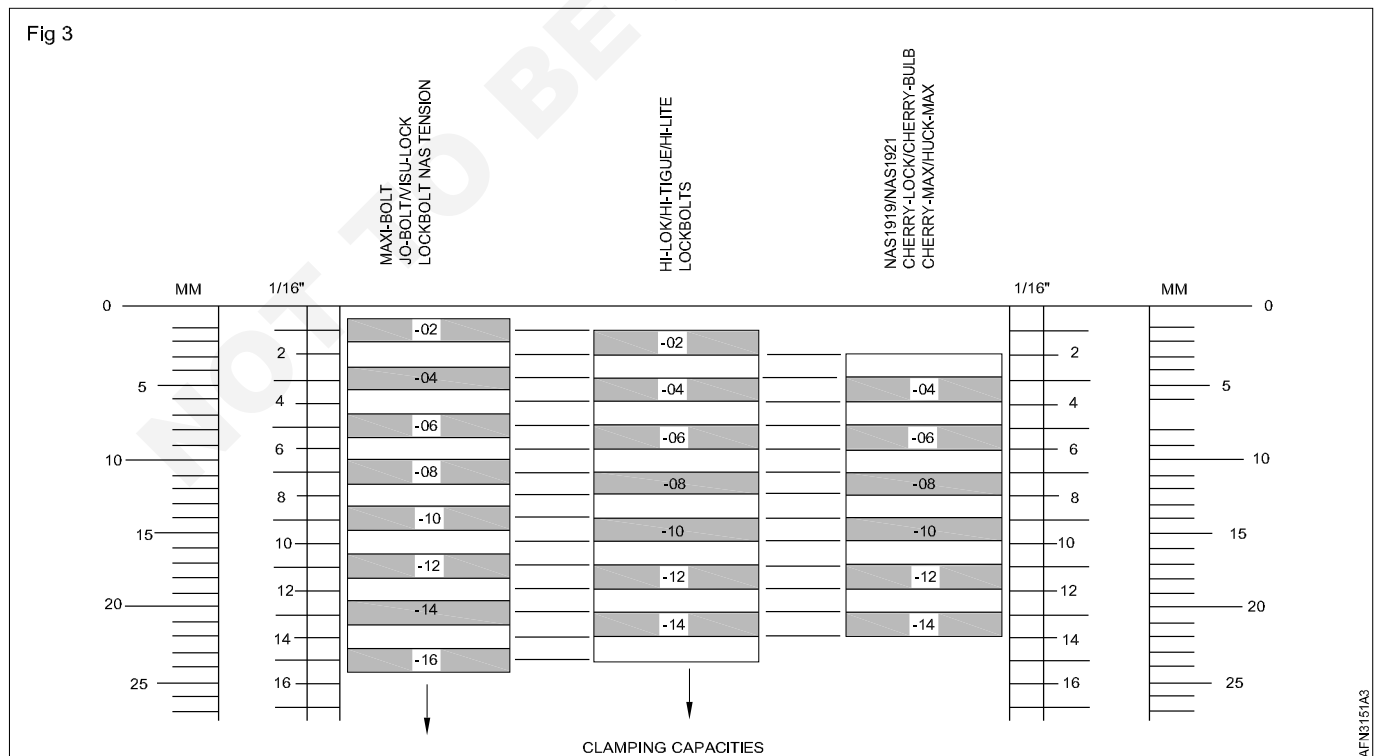 Fig 3
NOT TO BE
MAXI-BOLT
JO-BOLT/VISU-LOCK
LOCKBOLT NAS TENSION
HI-LOK/HI-TIGUE/HI-LITE
LOCKBOLTS
NAS1919/NAS1921
CHERRY-LOCK/CHERRY-BULB
CHERRY-MAX/HUCK-MAX
MM 1/16" 1/16" MM
0 0
-02 -02
2 2
-04 -04 -04
5 5
4 4
-06 -06 -06
6 6
10 10
-08 -08 -08
8 8
-10 -10 -10
15 15
10 10
-12 -12 -12
12 12
20 20
-14 -14 -14
14 14
-16
25 16 16 25
CLAMPING CAPACITIES
AFN3151A3